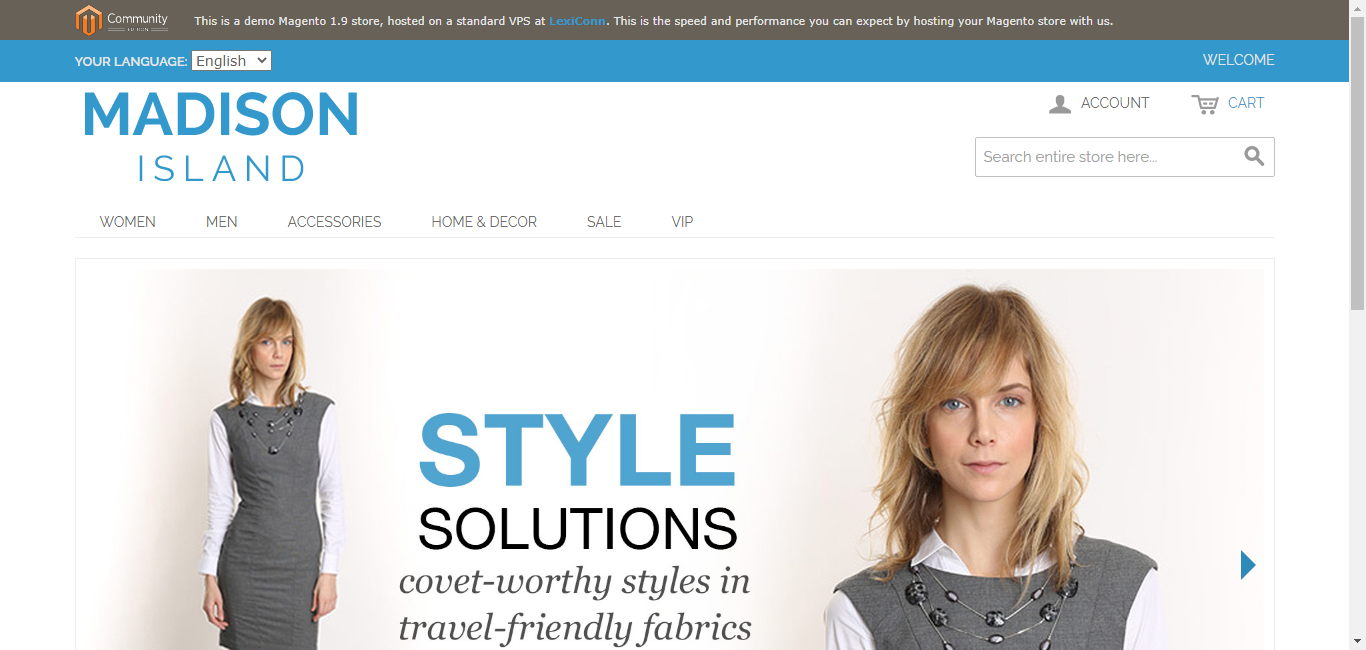 Community
EDITION
This is a demo Magento 1.9 store, hosted on a standard VPS at LexiConn. This is the speed and performance you can expect by hosting your Magento store with us.
YOUR LANGUAGE: English
WELCOME
MADISON
ISLAND
ACCOUNT
CART
Search entire store here...
WOMEN MEN ACCESSORIES HOME & DECOR SALE VIP
STYLE
SOLUTIONS
covet-worthy styles in
travel-friendly fabrics